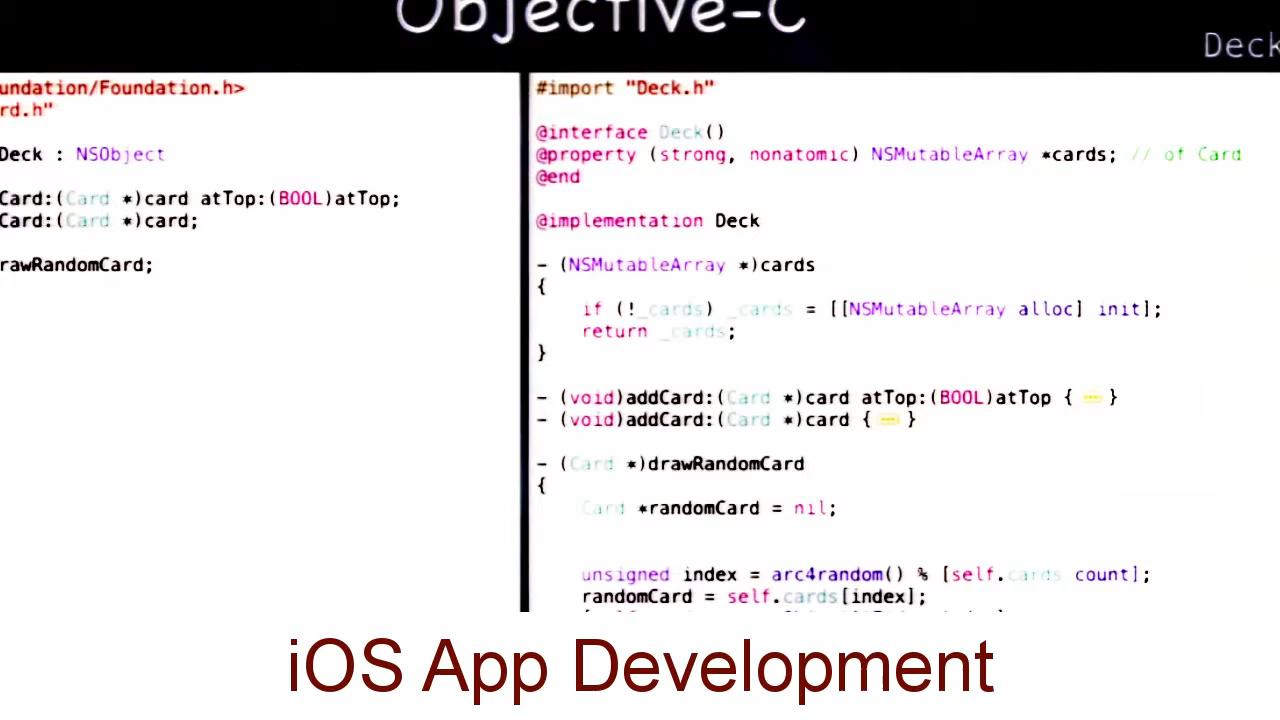 Objective-C
Deck
undation/Foundation.h>
rd.h"
Deck : NSObject
Card:(Card *)card atTop:(BOOL)atTop;
Card:(Card *)card;
rawRandomCard;
#import "Deck.h"
@interface Deck()
@property (strong, nonatomic) NSMutableArray *cards; // of Card
@end
@implementation Deck
- (NSMutableArray *)cards
{
if (!_cards) _cards = [[NSMutableArray alloc] init];
return _cards;
}
- (void)addCard:(Card *)card atTop:(BOOL)atTop { ... }
- (void)addCard:(Card *)card { ... }
- (Card *)drawRandomCard
{
Card *randomCard = nil;
unsigned index = arc4random() % [self.cards count];
randomCard = self.cards[index];
iOS App Development